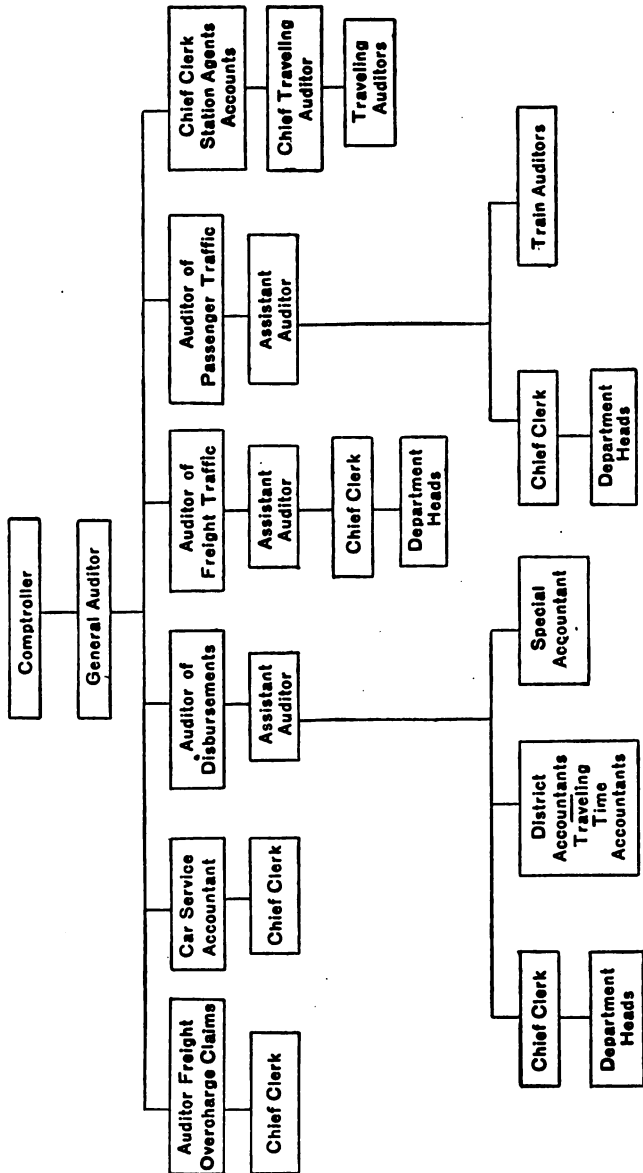 Comptroller
General Auditor
Auditor Freight
Overcharge Claims
Chief Clerk
Car Service
Accountant
Chief Clerk
Auditor of
Disbursements
Assistant
Auditor
Chief Clerk
Department
Heads
District
Accountants
Traveling
Time
Accountants
Special
Accountant
Auditor of
Freight Traffic
Assistant
Auditor
Chief Clerk
Department
Heads
Auditor of
Passenger Traffic
Assistant
Auditor
Chief Clerk
Department
Heads
Train Auditors
Chief Clerk
Station Agents
Accounts
Chief Traveling
Auditor
Traveling
Auditors